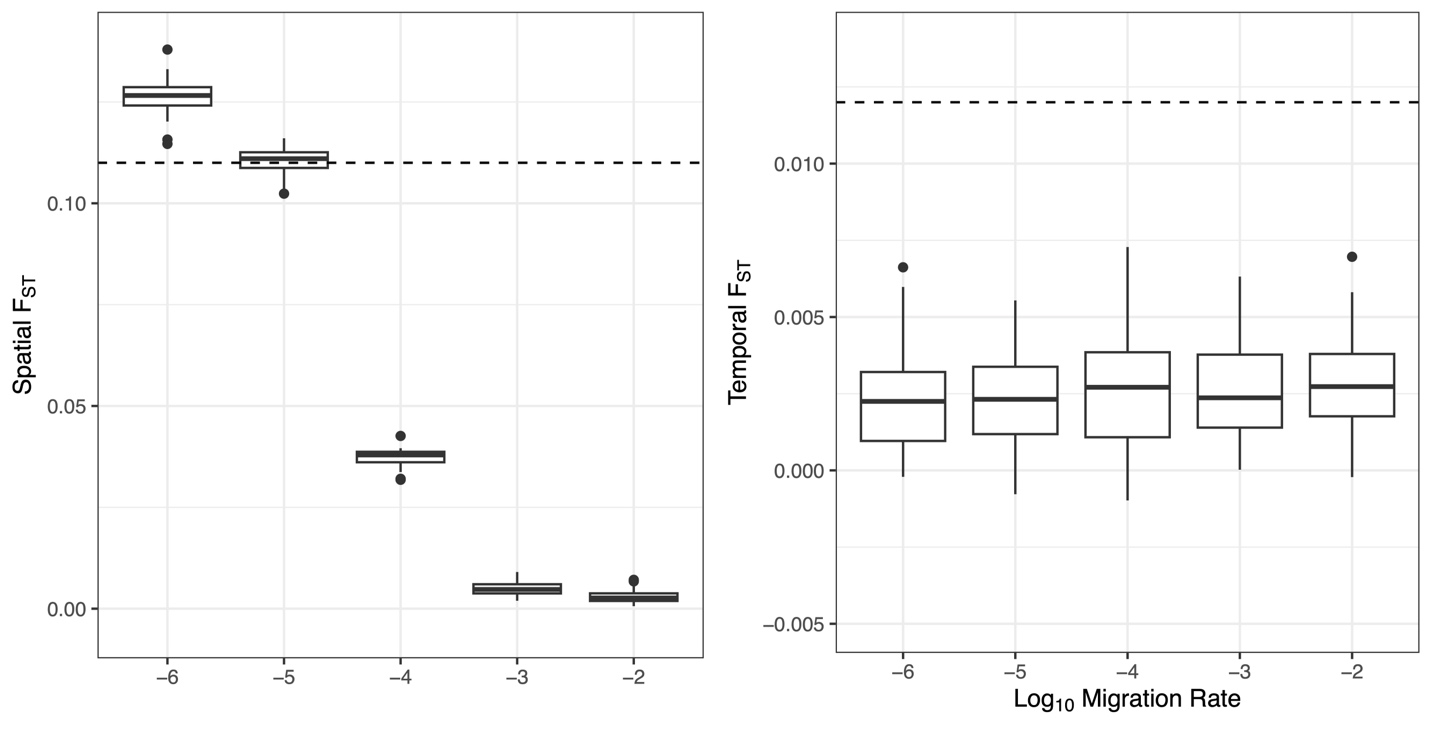 Spatial F_ST
0.10
0.05
0.00
−6 −5 −4 −3 −2
Temporal F_ST
0.010
0.005
0.000
−0.005
−6 −5 −4 −3 −2
Log₁₀ Migration Rate